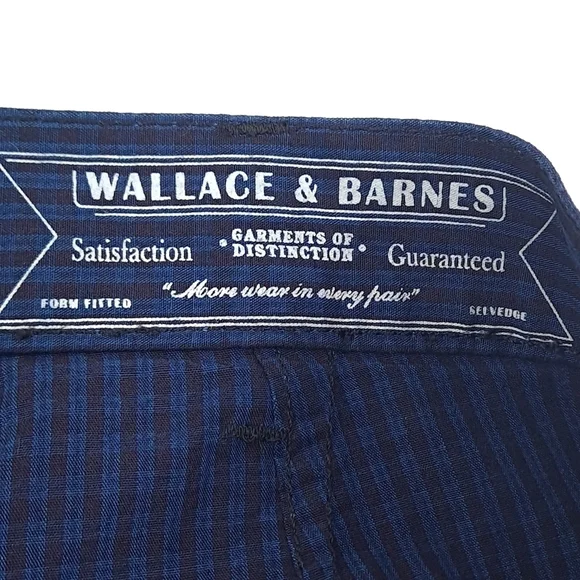 WALLACE & BARNES
Satisfaction • GARMENTS OF DISTINCTION • Guaranteed
"More wear in every pair"
FORM FITTED
SELVEDGE